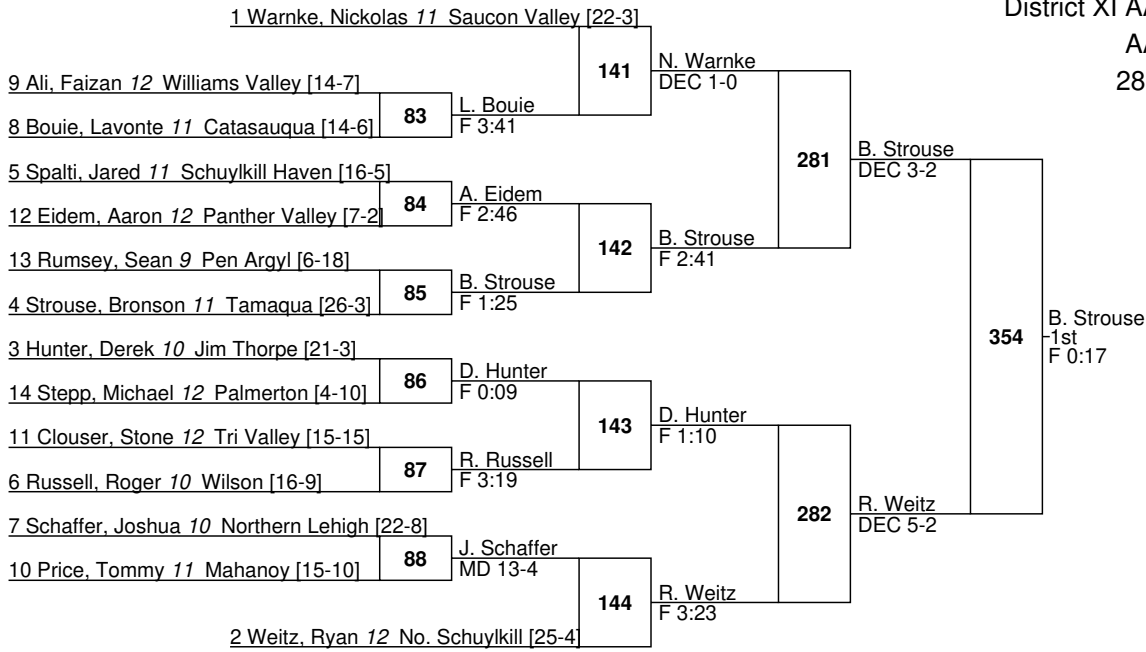 District XI A
1 Warnke, Nickolas 11 Saucon Valley [22-3]
A
28
141
N. Warnke
DEC 1-0
9 Ali, Faizan 12 Williams Valley [14-7]
83
L. Bouie
F 3:41
8 Bouie, Lavonte 11 Catasauqua [14-6]
281
B. Strouse
DEC 3-2
5 Spalti, Jared 11 Schuylkill Haven [16-5]
84
A. Eidem
F 2:46
12 Eidem, Aaron 12 Panther Valley [7-2]
142
B. Strouse
F 2:41
13 Rumsey, Sean 9 Pen Argyl [6-18]
85
B. Strouse
F 1:25
4 Strouse, Bronson 11 Tamaqua [26-3]
354
B. Strouse
1st
F 0:17
3 Hunter, Derek 10 Jim Thorpe [21-3]
86
D. Hunter
F 0:09
14 Stepp, Michael 12 Palmerton [4-10]
143
D. Hunter
F 1:10
11 Clouser, Stone 12 Tri Valley [15-15]
87
R. Russell
F 3:19
6 Russell, Roger 10 Wilson [16-9]
282
R. Weitz
DEC 5-2
7 Schaffer, Joshua 10 Northern Lehigh [22-8]
88
J. Schaffer
MD 13-4
10 Price, Tommy 11 Mahanoy [15-10]
144
R. Weitz
F 3:23
2 Weitz, Ryan 12 No. Schuylkill [25-4]